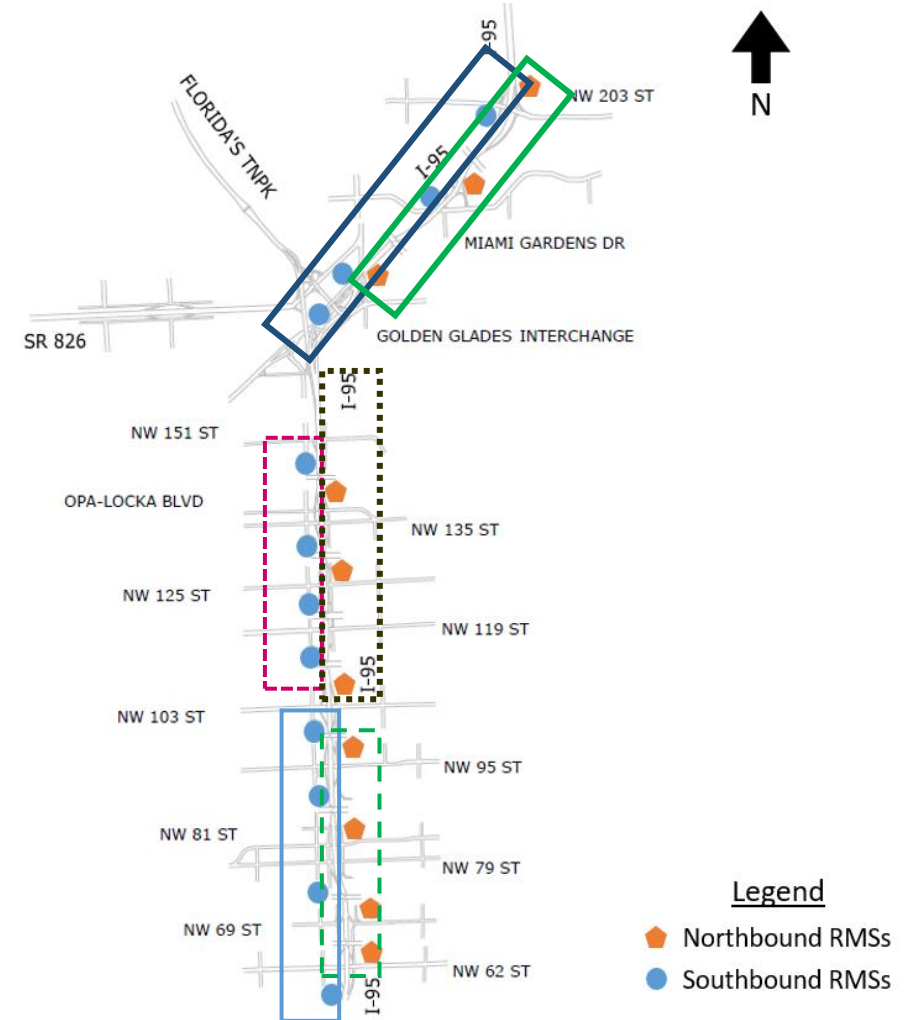 I-95
NW 203 ST
N
FLORIDA'S TNPK
I-95
MIAMI GARDENS DR
SR 826
GOLDEN GLADES INTERCHANGE
I-95
NW 151 ST
OPA-LOCKA BLVD
NW 135 ST
NW 125 ST
NW 119 ST
I-95
NW 103 ST
NW 95 ST
NW 81 ST
NW 79 ST
NW 69 ST
NW 62 ST
I-95
Legend
Northbound RMSs
Southbound RMSs